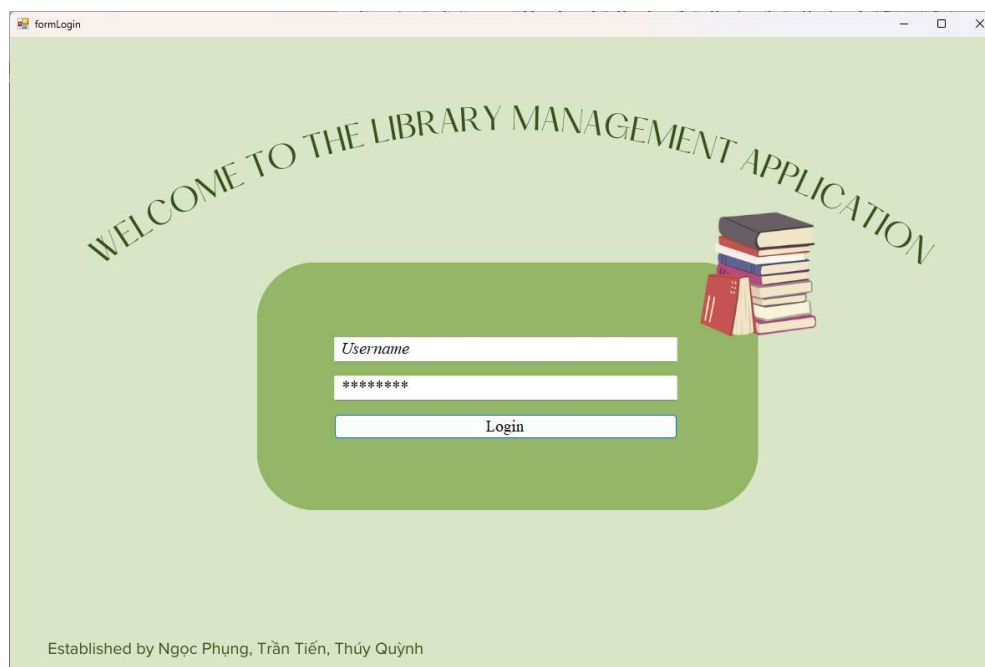 formLogin
WELCOME TO THE LIBRARY MANAGEMENT APPLICATION
Username
********
Login
Established by Ngọc Phụng, Trần Tiến, Thúy Quỳnh